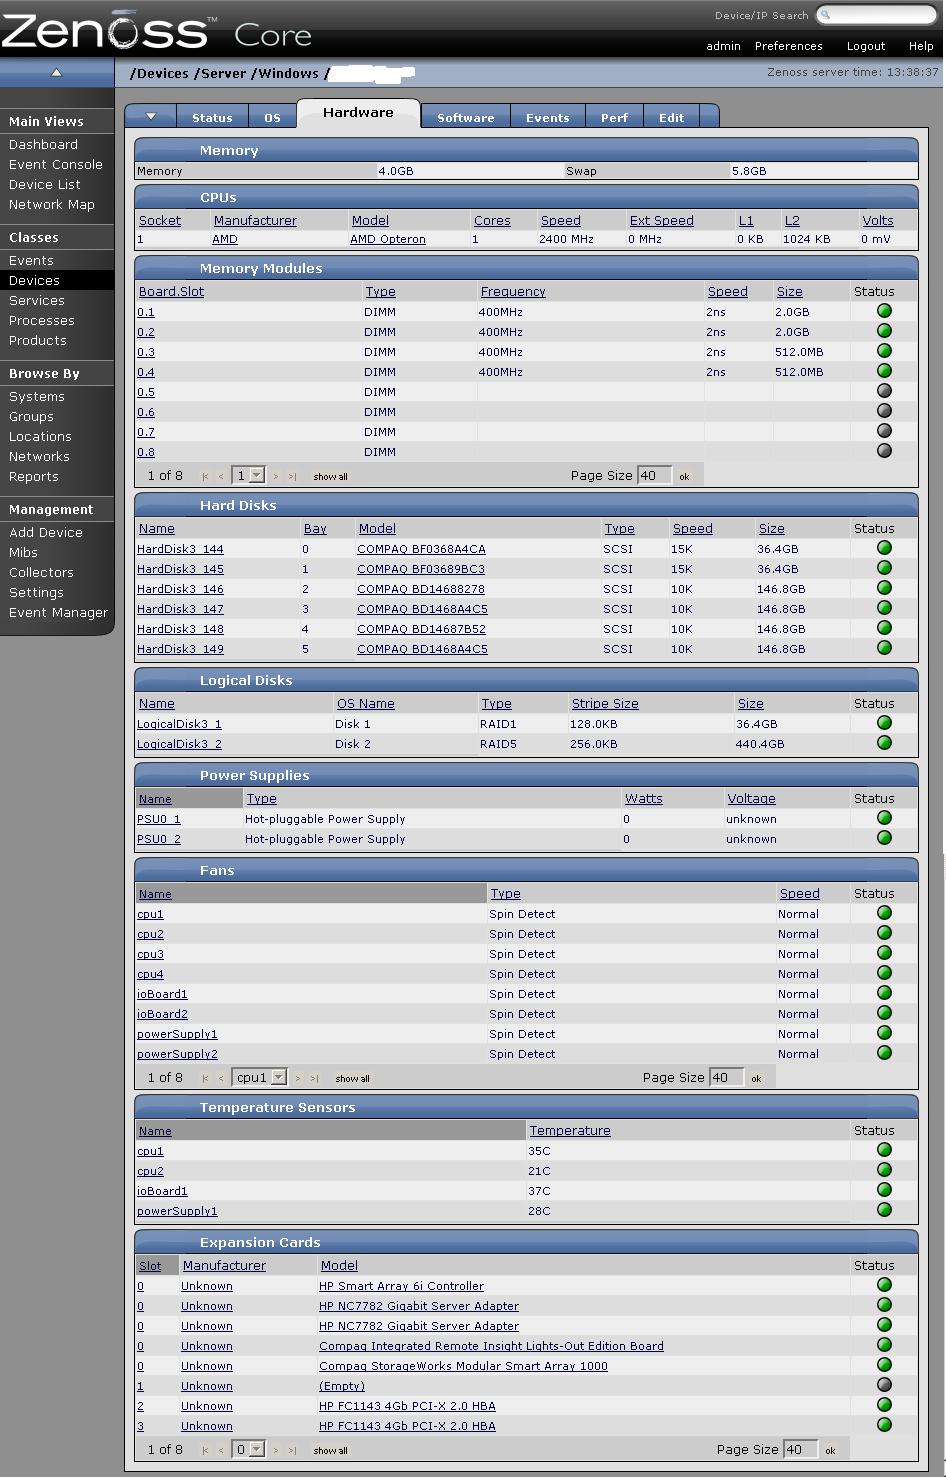 Zenoss™ Core
Device/IP Search
admin Preferences Logout Help
/Devices /Server /Windows /
Zenoss server time: 13:38:37
Main Views
Dashboard
Event Console
Device List
Network Map
Classes
Events
Devices
Services
Processes
Products
Browse By
Systems
Groups
Locations
Networks
Reports
Management
Add Device
Mibs
Collectors
Settings
Event Manager
Status OS Hardware Software Events Perf Edit
Memory
Memory 4.0GB Swap 5.8GB
CPUs
Socket Manufacturer Model Cores Speed Ext Speed L1 L2 Volts
1 AMD AMD Opteron 1 2400 MHz 0 MHz 0 KB 1024 KB 0 mV
Memory Modules
Board.Slot Type Frequency Speed Size Status
0.1 DIMM 400MHz 2ns 2.0GB
0.2 DIMM 400MHz 2ns 2.0GB
0.3 DIMM 400MHz 2ns 512.0MB
0.4 DIMM 400MHz 2ns 512.0MB
0.5 DIMM
0.6 DIMM
0.7 DIMM
0.8 DIMM
1 of 8 |< < 1 > >| show all Page Size 40 ok
Hard Disks
Name Bay Model Type Speed Size Status
HardDisk3_144 0 COMPAQ BF0368A4CA SCSI 15K 36.4GB
HardDisk3_145 1 COMPAQ BF03689BC3 SCSI 15K 36.4GB
HardDisk3_146 2 COMPAQ BD14688278 SCSI 10K 146.8GB
HardDisk3_147 3 COMPAQ BD1468A4C5 SCSI 10K 146.8GB
HardDisk3_148 4 COMPAQ BD14687B52 SCSI 10K 146.8GB
HardDisk3_149 5 COMPAQ BD1468A4C5 SCSI 10K 146.8GB
Logical Disks
Name OS Name Type Stripe Size Size Status
LogicalDisk3_1 Disk 1 RAID1 128.0KB 36.4GB
LogicalDisk3_2 Disk 2 RAID5 256.0KB 440.4GB
Power Supplies
Name Type Watts Voltage Status
PSU0_1 Hot-pluggable Power Supply 0 unknown
PSU0_2 Hot-pluggable Power Supply 0 unknown
Fans
Name Type Speed Status
cpu1 Spin Detect Normal
cpu2 Spin Detect Normal
cpu3 Spin Detect Normal
cpu4 Spin Detect Normal
ioBoard1 Spin Detect Normal
ioBoard2 Spin Detect Normal
powerSupply1 Spin Detect Normal
powerSupply2 Spin Detect Normal
1 of 8 |< < cpu1 > >| show all Page Size 40 ok
Temperature Sensors
Name Temperature Status
cpu1 35C
cpu2 21C
ioBoard1 37C
powerSupply1 28C
Expansion Cards
Slot Manufacturer Model Status
0 Unknown HP Smart Array 6i Controller
0 Unknown HP NC7782 Gigabit Server Adapter
0 Unknown HP NC7782 Gigabit Server Adapter
0 Unknown Compaq Integrated Remote Insight Lights-Out Edition Board
0 Unknown Compaq StorageWorks Modular Smart Array 1000
1 Unknown (Empty)
2 Unknown HP FC1143 4Gb PCI-X 2.0 HBA
3 Unknown HP FC1143 4Gb PCI-X 2.0 HBA
1 of 8 |< < 0 > >| show all Page Size 40 ok